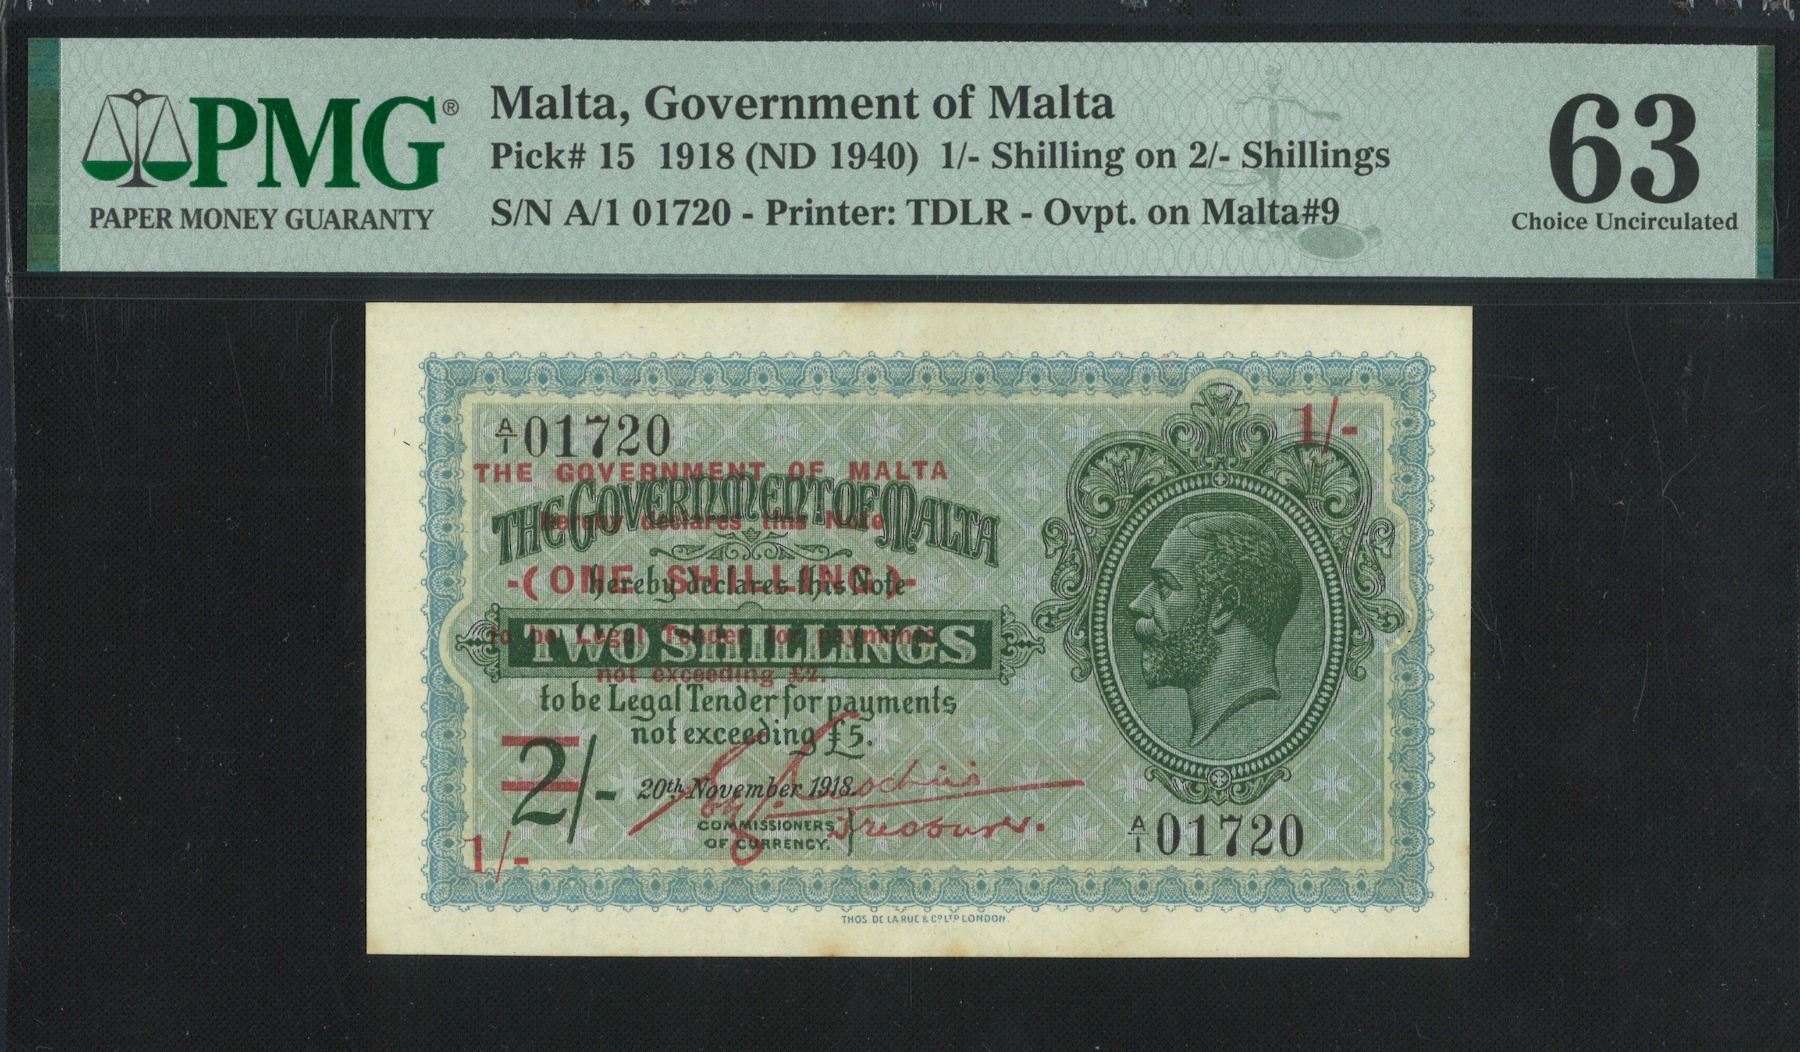 PMG®
PAPER MONEY GUARANTY
Malta, Government of Malta
Pick# 15 1918 (ND 1940) 1/- Shilling on 2/- Shillings
S/N A/1 01720 - Printer: TDLR - Ovpt. on Malta#9
63
Choice Uncirculated
A/1 01720
1/-
THE GOVERNMENT OF MALTA
THE GOVERNMENT OF MALTA
hereby declares this Note
-(ONE SHILLING)-
hereby declares this Note
to be Legal Tender for payments
TWO SHILLINGS
not exceeding £2.
to be Legal Tender for payments
not exceeding £5.
2/-
20th November 1918.
COMMISSIONERS
OF CURRENCY.
Treasurer.
1/-
A/1 01720
THOS. DE LA RUE & CO LTD LONDON.